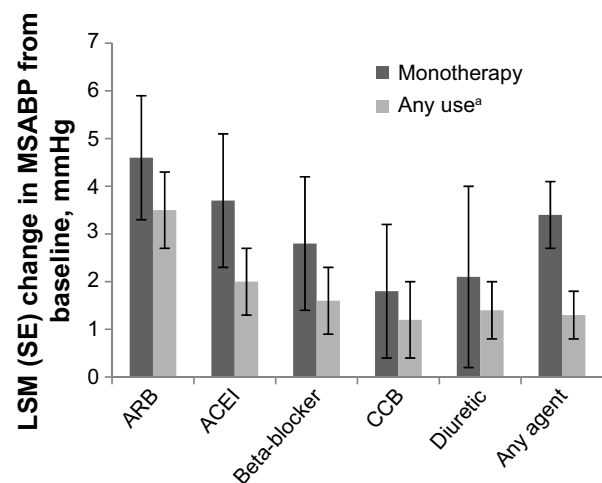 LSM (SE) change in MSABP from
baseline, mmHg
7
6
5
4
3
2
1
0
Monotherapy
Any useᵃ
ARB
ACEI
Beta-blocker
CCB
Diuretic
Any agent